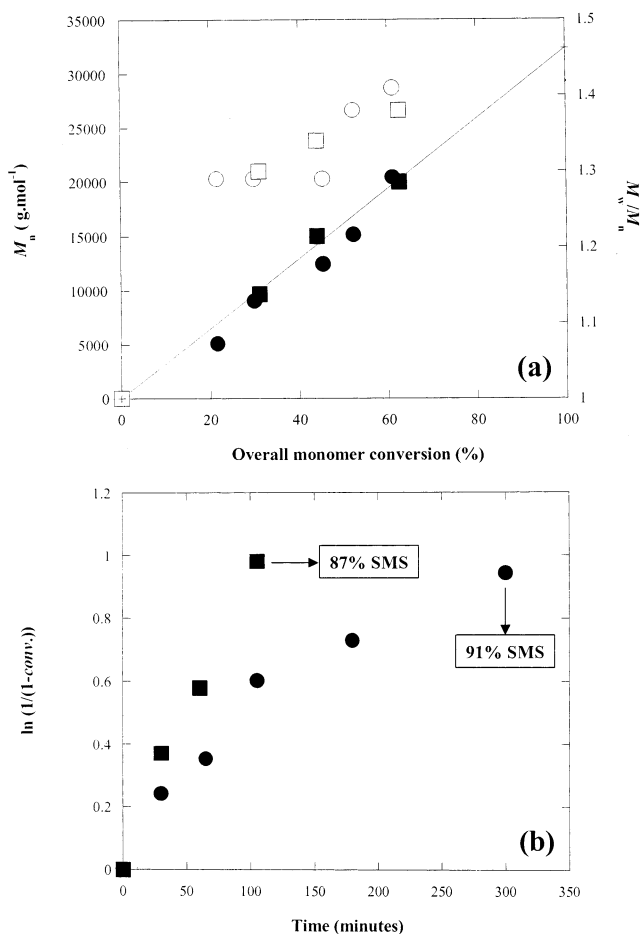 35000
30000
25000
20000
15000
10000
5000
0
Mn ( g.mol-1)
1.5
1.4
1.3
1.2
1.1
1
Mw/Mn
0 20 40 60 80 100
(a)
Overall monomer conversion (%)
1.2
1
0.8
0.6
0.4
0.2
0
ln (1/(1-conv.))
87% SMS
91% SMS
(b)
0 50 100 150 200 250 300 350
Time (minutes)